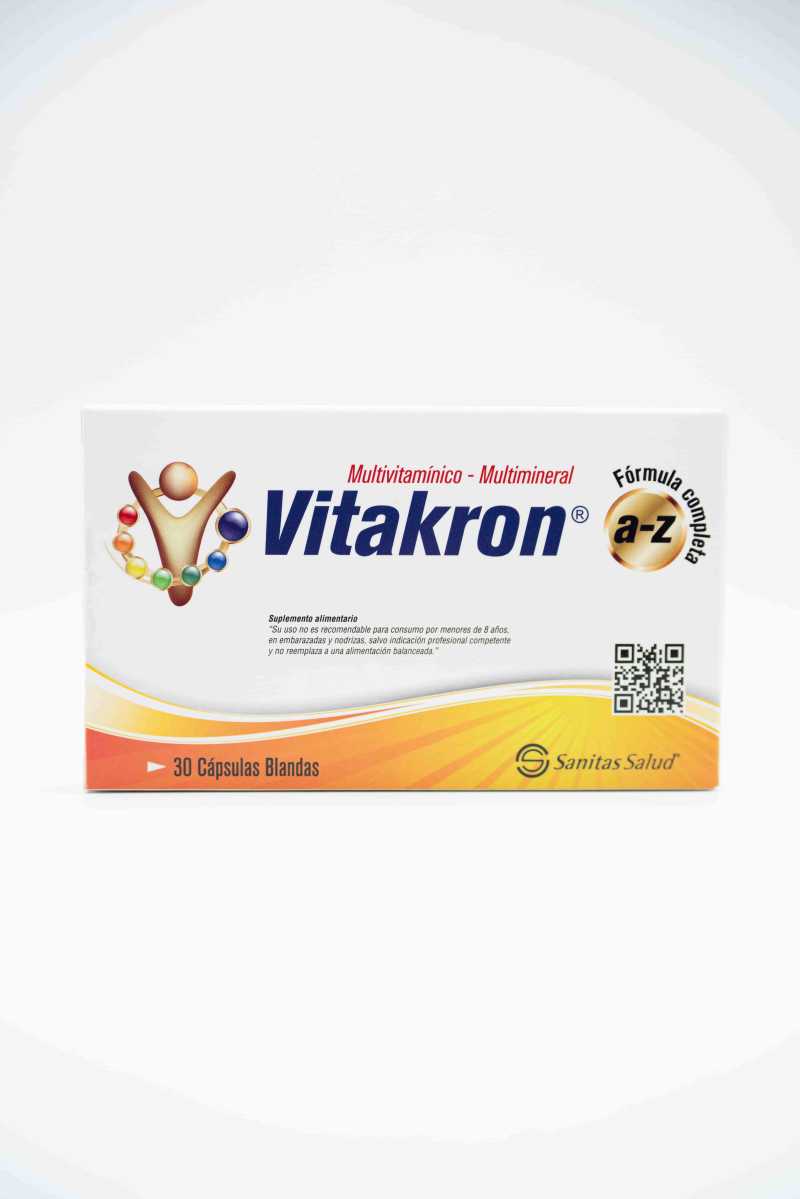 Multivitamínico - Multimineral
Vitakron®
Fórmula completa
a-z
Suplemento alimentario
"Su uso no es recomendable para consumo por menores de 8 años,
en embarazadas y nodrizas, salvo indicación profesional competente
y no reemplaza a una alimentación balanceada."
30 Cápsulas Blandas
Sanitas Salud